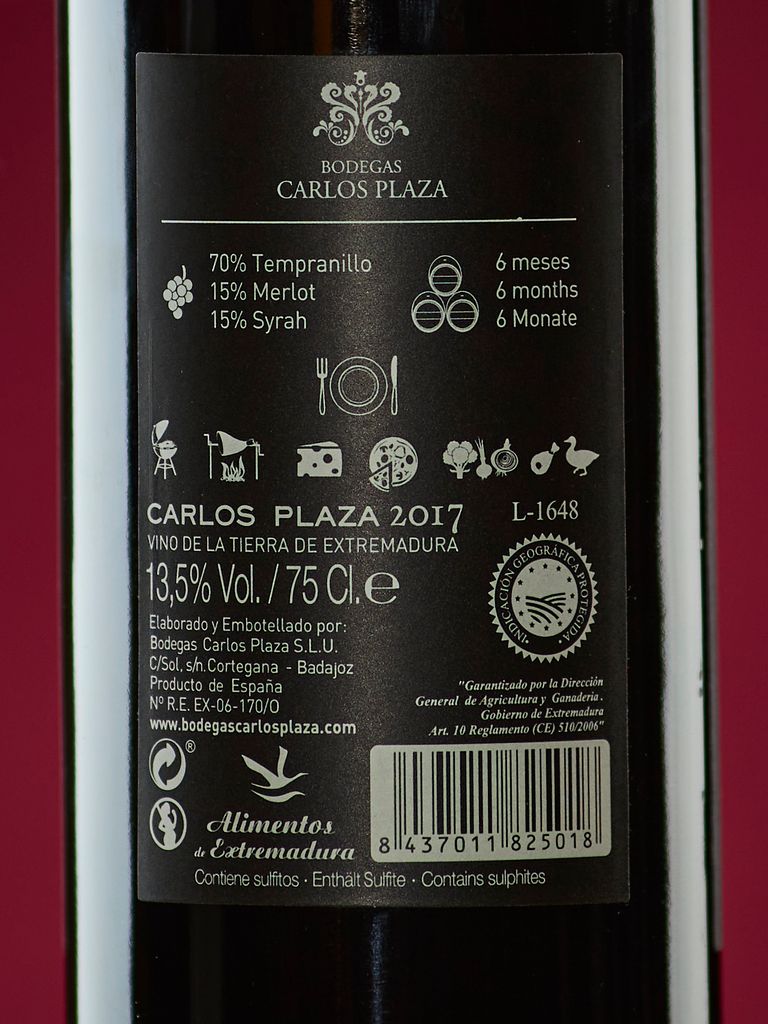 BODEGAS
CARLOS PLAZA
70% Tempranillo
15% Merlot
15% Syrah
6 meses
6 months
6 Monate
CARLOS PLAZA 2017
L-1648
VINO DE LA TIERRA DE EXTREMADURA
13,5% Vol. / 75 Cl. e
INDICACIÓN GEOGRÁFICA PROTEGIDA
Elaborado y Embotellado por:
Bodegas Carlos Plaza S.L.U.
C/Sol, s/n.Cortegana - Badajoz
Producto de España
Nº R.E. EX-06-170/O
www.bodegascarlosplaza.com
"Garantizado por la Dirección
General de Agricultura y Ganaderia.
Gobierno de Extremadura
Art. 10 Reglamento (CE) 510/2006"
®
Alimentos
de Extremadura
8 437011 825018
Contiene sulfitos · Enthält Sulfite · Contains sulphites